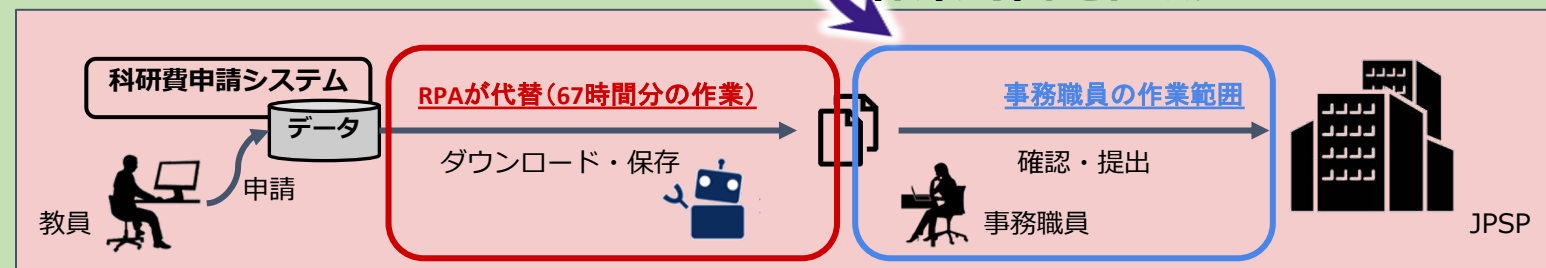 科研費申請システム
データ
RPAが代替(67時間分の作業)
事務職員の作業範囲
ダウンロード・保存
確認・提出
申請
教員
事務職員
JPSP